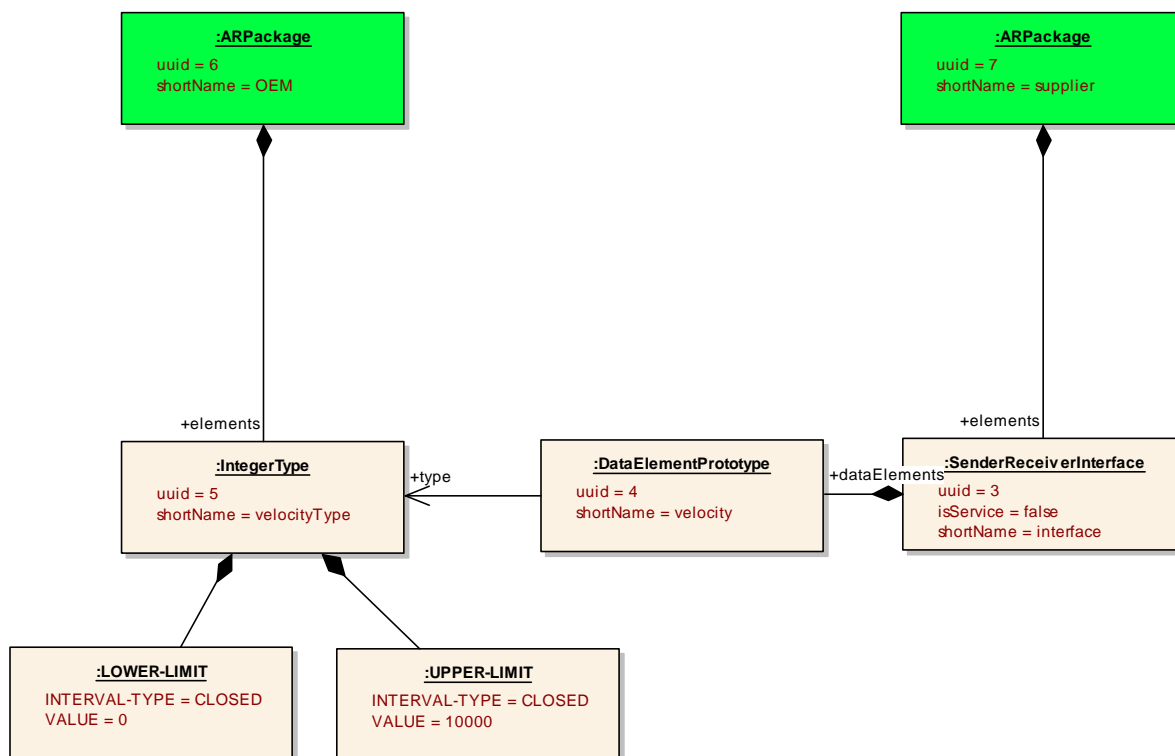 :ARPackage
uuid = 6
shortName = OEM
:ARPackage
uuid = 7
shortName = supplier
+elements
+elements
:IntegerType
uuid = 5
shortName = velocityType
+type
:DataElementPrototype
uuid = 4
shortName = velocity
+dataElements
:SenderReceiverInterface
uuid = 3
isService = false
shortName = interface
:LOWER-LIMIT
INTERVAL-TYPE = CLOSED
VALUE = 0
:UPPER-LIMIT
INTERVAL-TYPE = CLOSED
VALUE = 10000